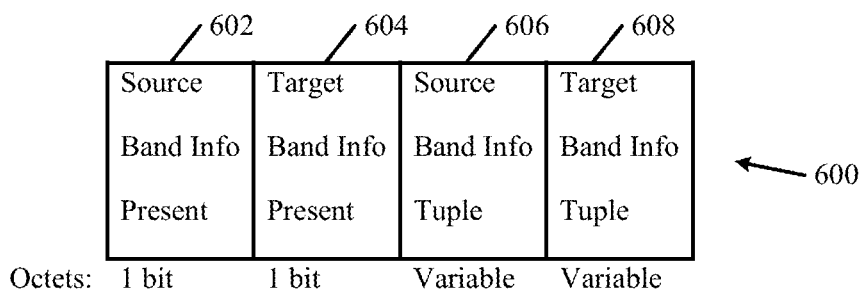 602 604 606 608
Source Target Source Target
Band Info Band Info Band Info Band Info
600
Present Present Tuple Tuple
Octets: 1 bit 1 bit Variable Variable